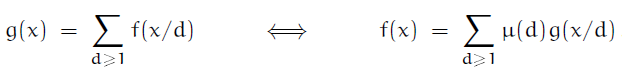 g(x) = ∑_{d⩾1} f(x/d) ⟺ f(x) = ∑_{d⩾1} μ(d)g(x/d)